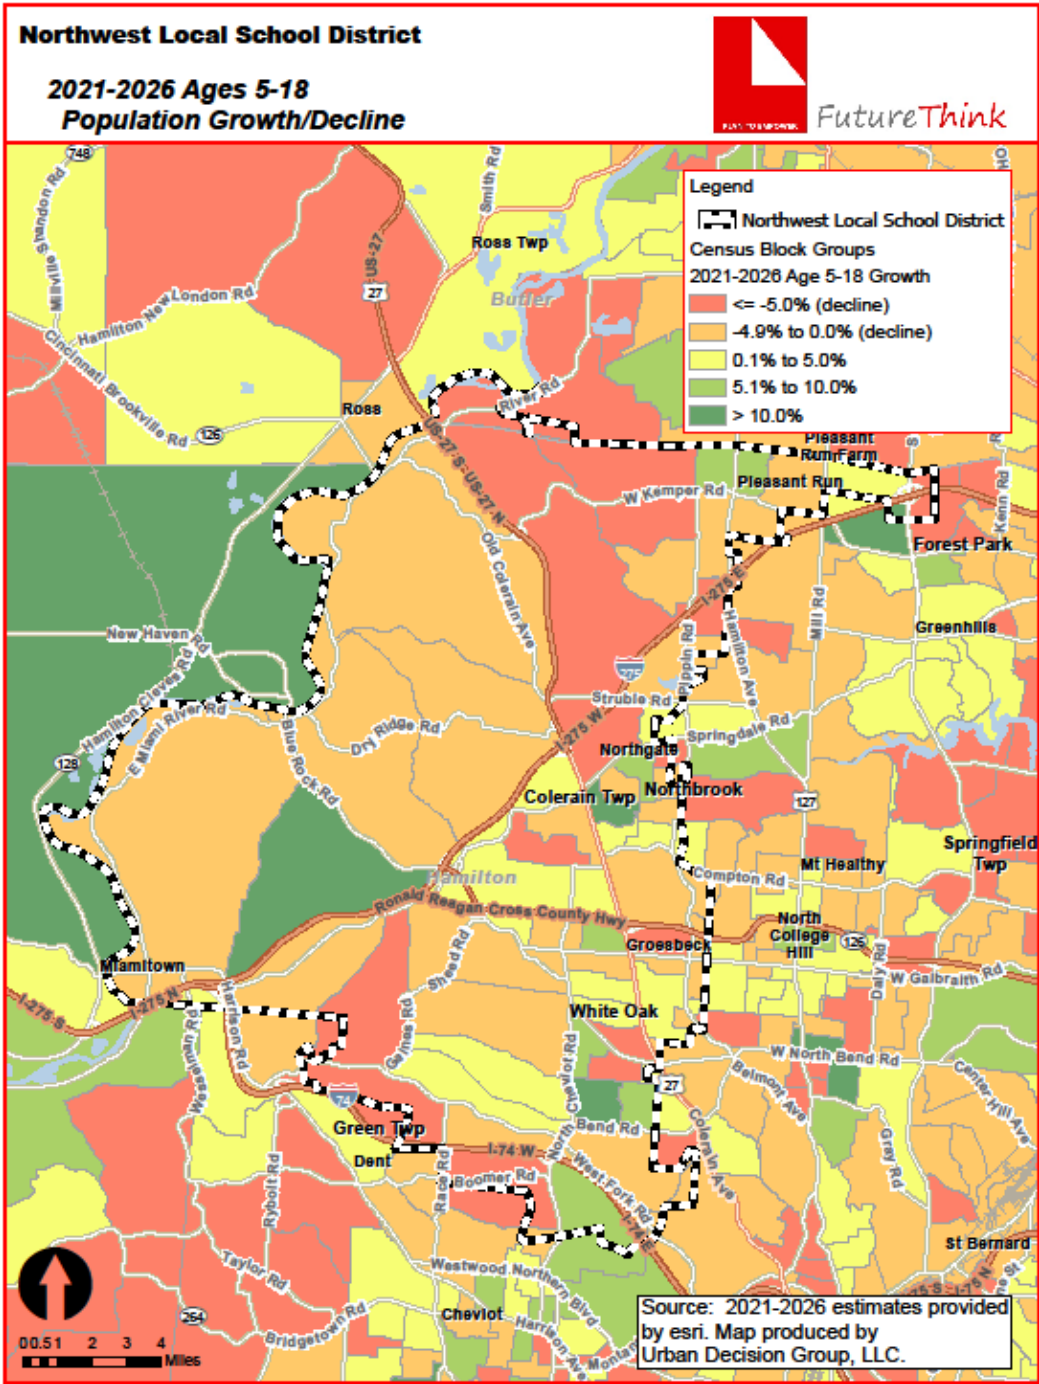 Northwest Local School District
2021-2026 Ages 5-18
Population Growth/Decline
PLAN TO EMPOWER
FutureThink
Legend
Northwest Local School District
Census Block Groups
2021-2026 Age 5-18 Growth
<= -5.0% (decline)
-4.9% to 0.0% (decline)
0.1% to 5.0%
5.1% to 10.0%
> 10.0%
748
Millville Shandon Rd
Smith Rd
Ross Twp
US-27
27
Hamilton New London Rd
Butler
Cincinnati Brookville Rd
126
Ross
River Rd
US-27 S-US-27 N
Pleasant
Run Farm
Pleasant Run
W Kemper Rd
Kenn Rd
Forest Park
Old Colerain Ave
I-275 E
New Haven Rd
Hamilton Cleves Rd
E Miami River Rd
Pippin Rd
Hamilton Ave
Mill Rd
Greenhills
275
Struble Rd
Springdale Rd
Dry Ridge Rd
Blue Rock Rd
I-275 W
Northgate
128
Colerain Twp
Northbrook
127
Springfield
Twp
Mt Healthy
Compton Rd
Hamilton
Ronald Reagan Cross County Hwy
North
College
Hill
126
Groesbeck
Daly Rd
W Galbraith Rd
Sheed Rd
Miamitown
I-275 N
I-275 S
Harrison Rd
White Oak
Gaines Rd
Wesselman Rd
North Cheviot Rd
W North Bend Rd
Belmont Ave
Center Hill Ave
27
74
Green Twp
North Bend Rd
Colerain Ave
Gray Rd
Dent
I-74 W
Race Rd
Boomer Rd
West Fork Rd
Rybolt Rd
I-74 E
St Bernard
Taylor Rd
Westwood Northern Blvd
264
Cheviot
Harrison Ave
Bridgetown Rd
I-75 N
0 0.5 1 2 3 4
Miles
Source: 2021-2026 estimates provided
by esri. Map produced by
Urban Decision Group, LLC.